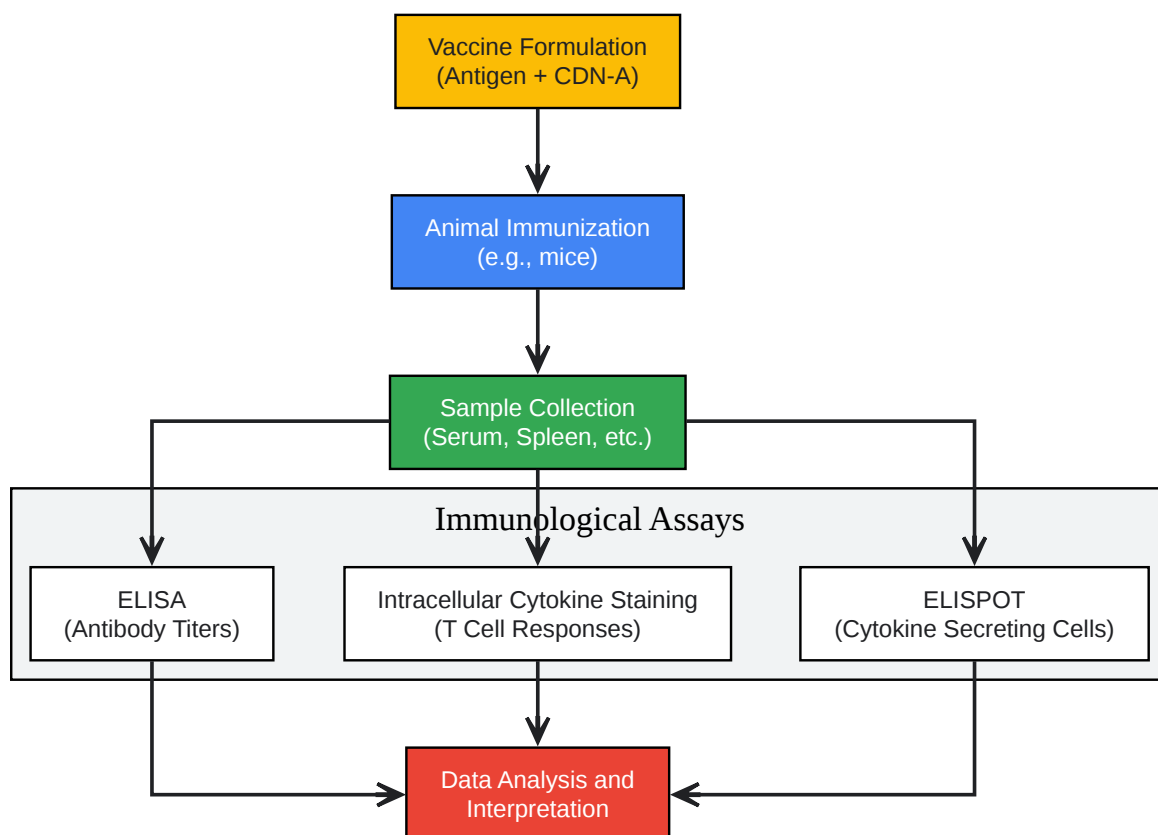 Vaccine Formulation
(Antigen + CDN-A)
Animal Immunization
(e.g., mice)
Sample Collection
(Serum, Spleen, etc.)
Immunological Assays
ELISA
(Antibody Titers)
Intracellular Cytokine Staining
(T Cell Responses)
ELISPOT
(Cytokine Secreting Cells)
Data Analysis and
Interpretation